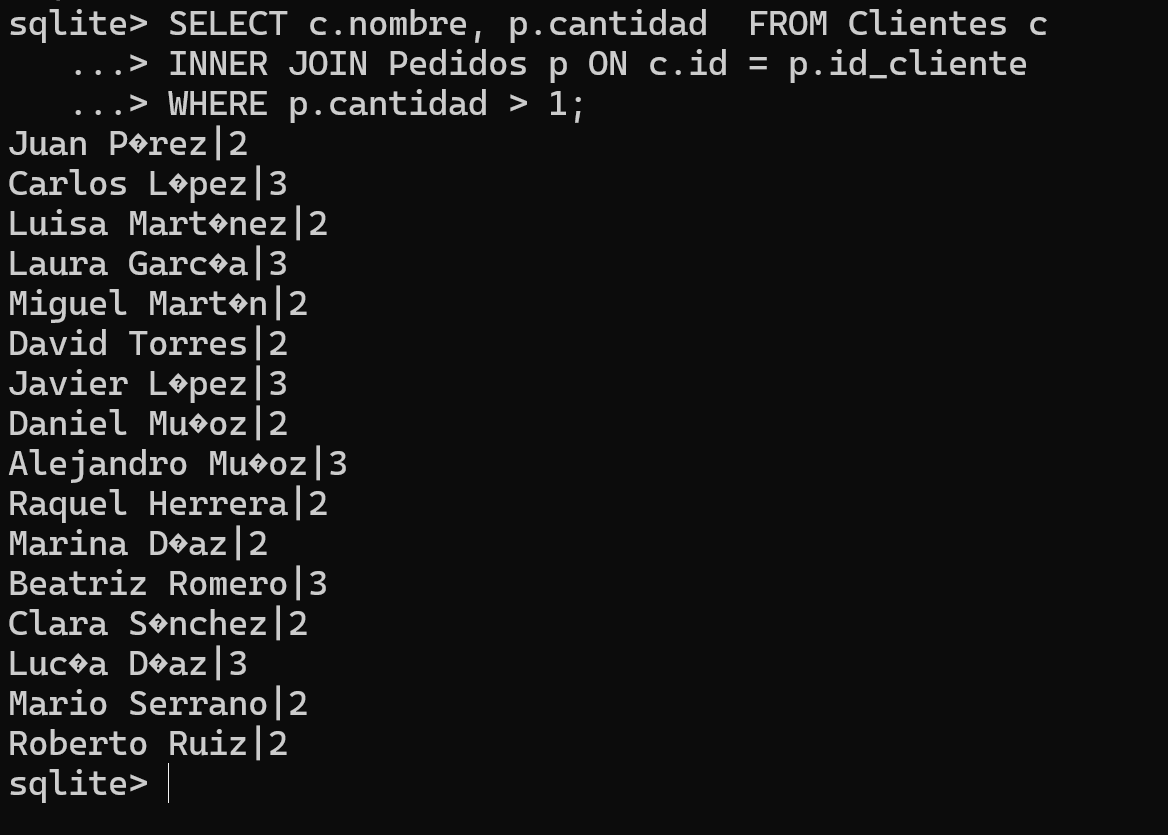 sqlite> SELECT c.nombre, p.cantidad  FROM Clientes c
   ...> INNER JOIN Pedidos p ON c.id = p.id_cliente
   ...> WHERE p.cantidad > 1;
Juan P�rez|2
Carlos L�pez|3
Luisa Mart�nez|2
Laura Garc�a|3
Miguel Mart�n|2
David Torres|2
Javier L�pez|3
Daniel Mu�oz|2
Alejandro Mu�oz|3
Raquel Herrera|2
Marina D�az|2
Beatriz Romero|3
Clara S�nchez|2
Luc�a D�az|3
Mario Serrano|2
Roberto Ruiz|2
sqlite>